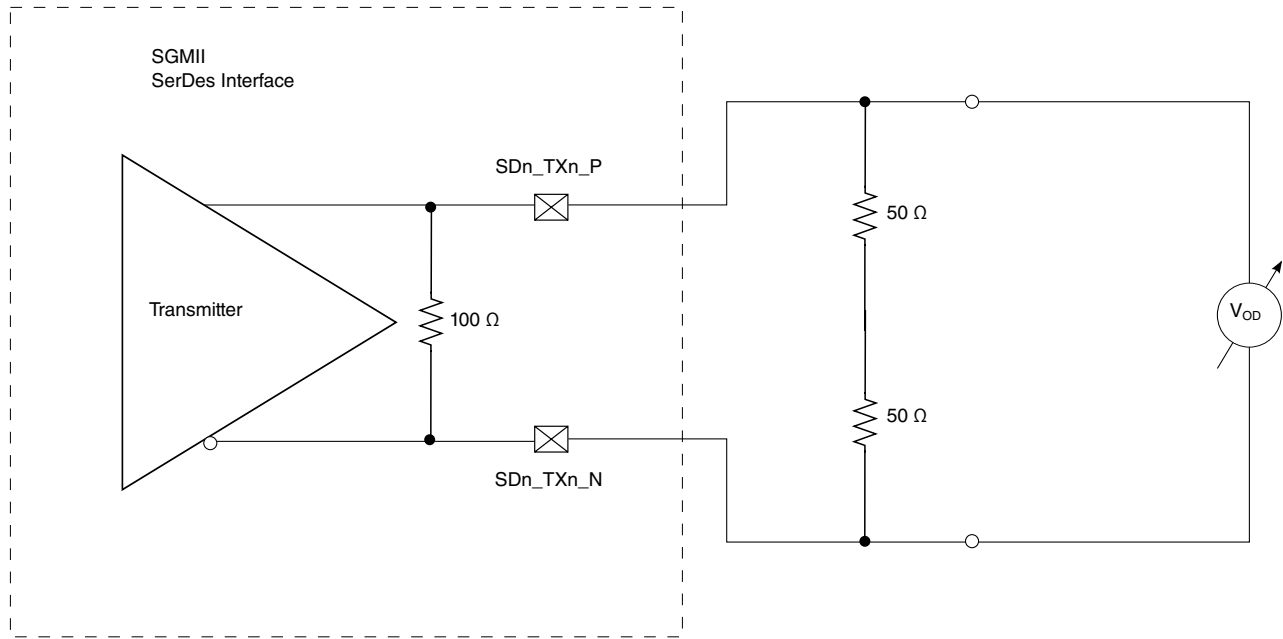 SGMII
SerDes Interface
SDn_TXn_P
50 Ω
Transmitter
100 Ω
VOD
50 Ω
SDn_TXn_N